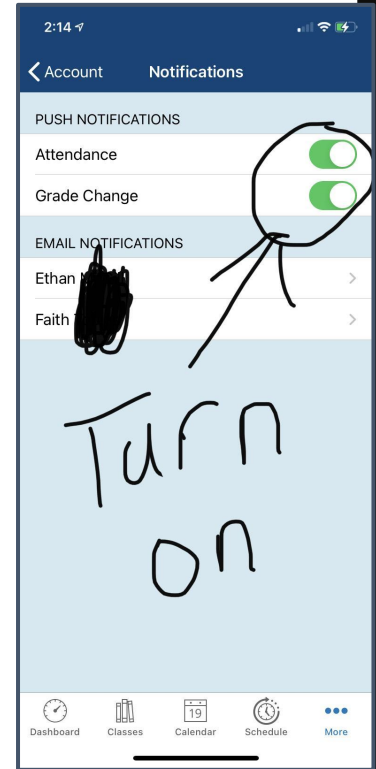 2:14
Account Notifications
PUSH NOTIFICATIONS
Attendance
Grade Change
EMAIL NOTIFICATIONS
Ethan
Faith
Turn
on
19
Dashboard Classes Calendar Schedule More